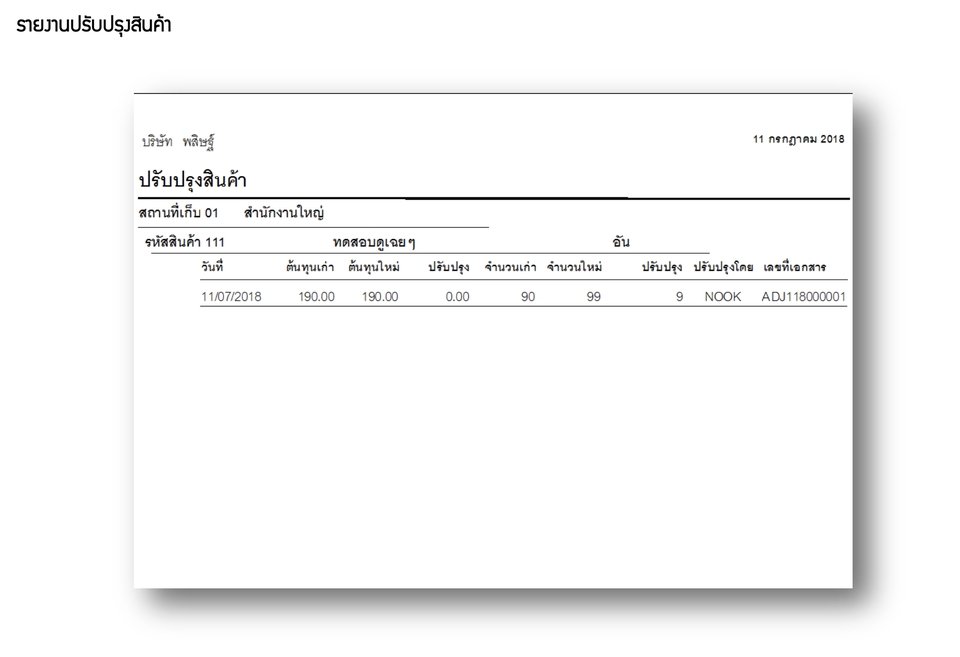 รายงานปรับปรุงสินค้า
บริษัท พสิษฐ์ 11 กรกฎาคม 2018
ปรับปรุงสินค้า
สถานที่เก็บ 01 สำนักงานใหญ่
รหัสสินค้า 111 ทดสอบดูเฉยๆ อัน
วันที่ ต้นทุนเก่า ต้นทุนใหม่ ปรับปรุง จำนวนเก่า จำนวนใหม่ ปรับปรุง ปรับปรุงโดย เลขที่เอกสาร
11/07/2018 190.00 190.00 0.00 90 99 9 NOOK ADJ118000001